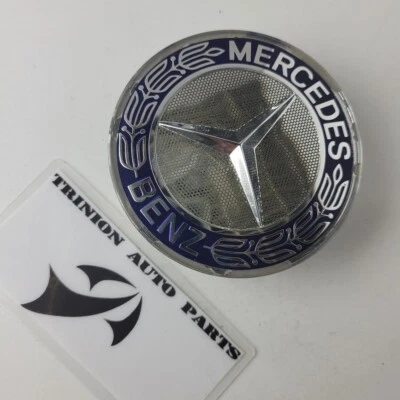 MERCEDES
BENZ
TRINION AUTO PARTS